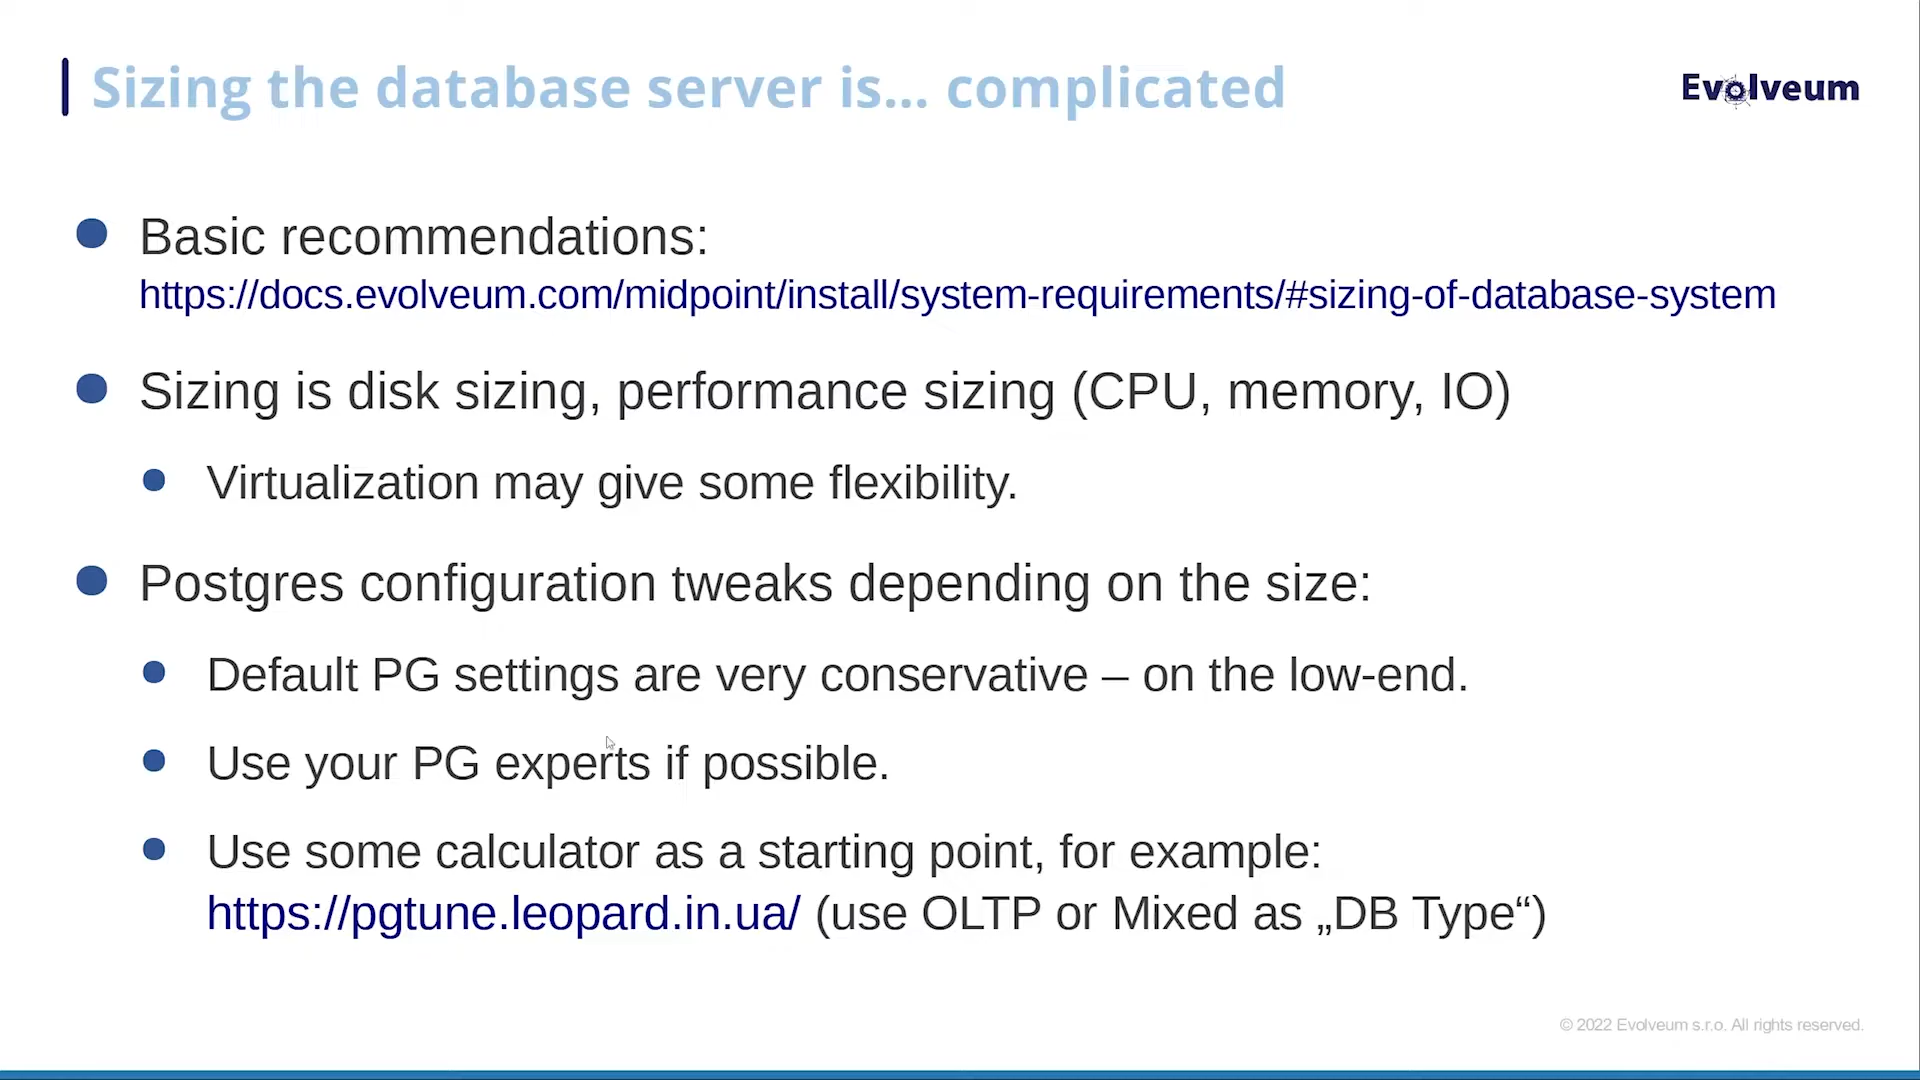 Sizing the database server is... complicated
Evolveum
Basic recommendations:
https://docs.evolveum.com/midpoint/install/system-requirements/#sizing-of-database-system
Sizing is disk sizing, performance sizing (CPU, memory, IO)
Virtualization may give some flexibility.
Postgres configuration tweaks depending on the size:
Default PG settings are very conservative – on the low-end.
Use your PG experts if possible.
Use some calculator as a starting point, for example:
https://pgtune.leopard.in.ua/ (use OLTP or Mixed as „DB Type“)
© 2022 Evolveum s.r.o. All rights reserved.